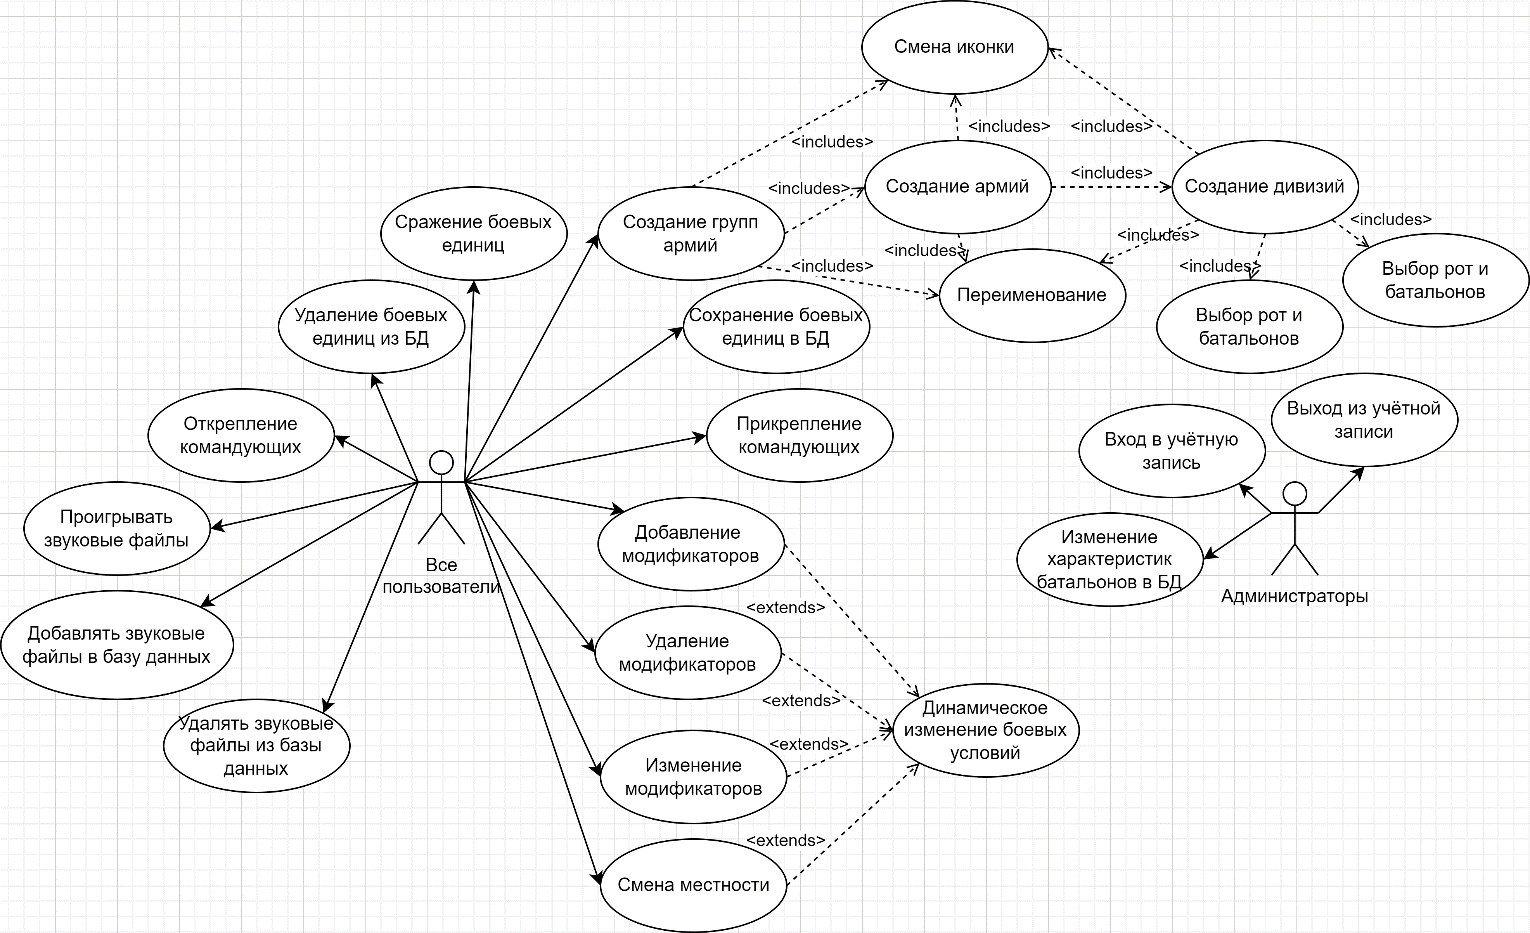 Смена иконки
<includes>
<includes>
<includes>
Создание армий
<includes>
Создание дивизий
<includes>
Сражение боевых
единиц
Создание групп
армий
<includes>
<includes>
<includes>
<includes>
<includes>
Переименование
Выбор рот и
батальонов
Выбор рот и
батальонов
Удаление боевых
единиц из БД
Сохранение боевых
единиц в БД
Открепление
командующих
Прикрепление
командующих
Вход в учётную
запись
Выход из учётной
записи
Проигрывать
звуковые файлы
Добавление
модификаторов
Изменение
характеристик
батальонов в БД
Администраторы
Все
пользователи
Добавлять звуковые
файлы в базу данных
<extends>
Удаление
модификаторов
<extends>
Удалять звуковые
файлы из базы
данных
Динамическое
изменение боевых
условий
<extends>
Изменение
модификаторов
<extends>
Смена местности